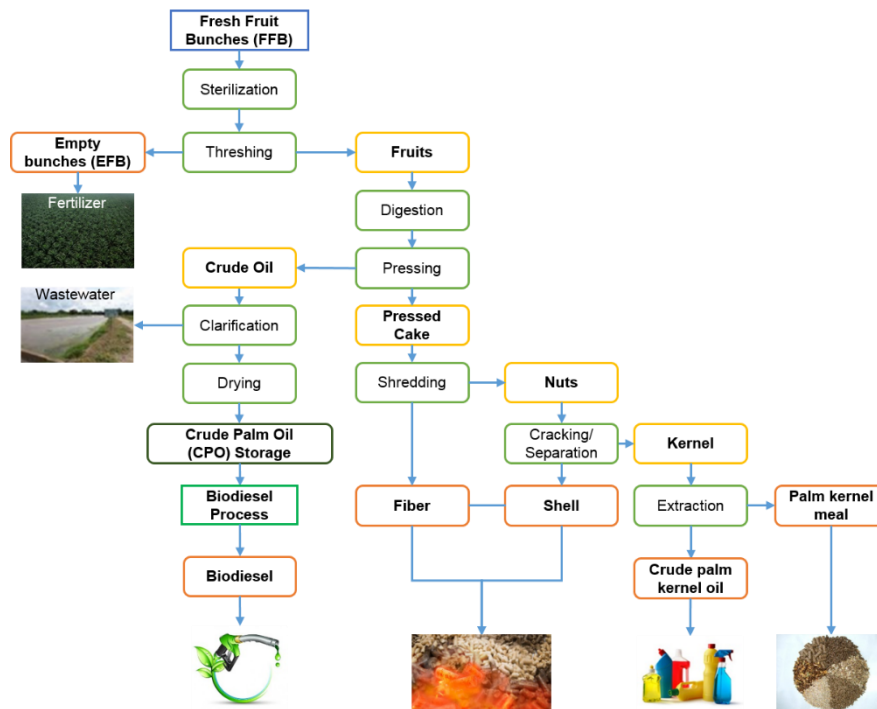 Fresh Fruit
Bunches (FFB)
Sterilization
Empty
bunches (EFB)
Threshing
Fruits
Fertilizer
Digestion
Crude Oil
Pressing
Wastewater
Clarification
Pressed
Cake
Drying
Shredding
Nuts
Crude Palm Oil
(CPO) Storage
Cracking/
Separation
Kernel
Biodiesel
Process
Fiber
Shell
Extraction
Palm kernel
meal
Biodiesel
Crude palm
kernel oil